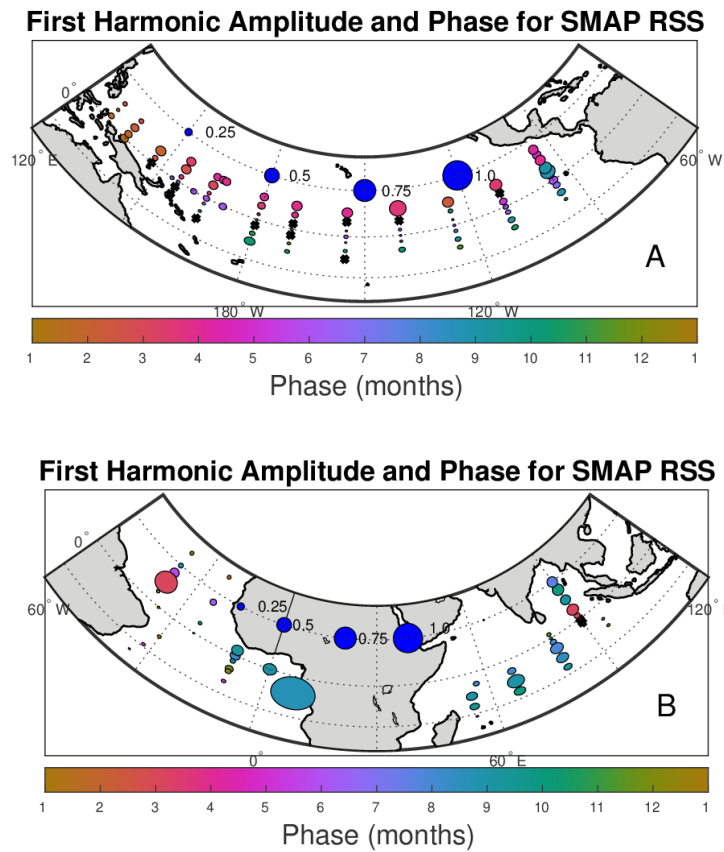 First Harmonic Amplitude and Phase for SMAP RSS
0°
0.25
120° E
60° W
0.5
0.75
1.0
A
180° W
120° W
1 2 3 4 5 6 7 8 9 10 11 12 1
Phase (months)
First Harmonic Amplitude and Phase for SMAP RSS
0°
60° W
120°
0.25
0.5
0.75
1.0
B
0°
60° E
1 2 3 4 5 6 7 8 9 10 11 12 1
Phase (months)